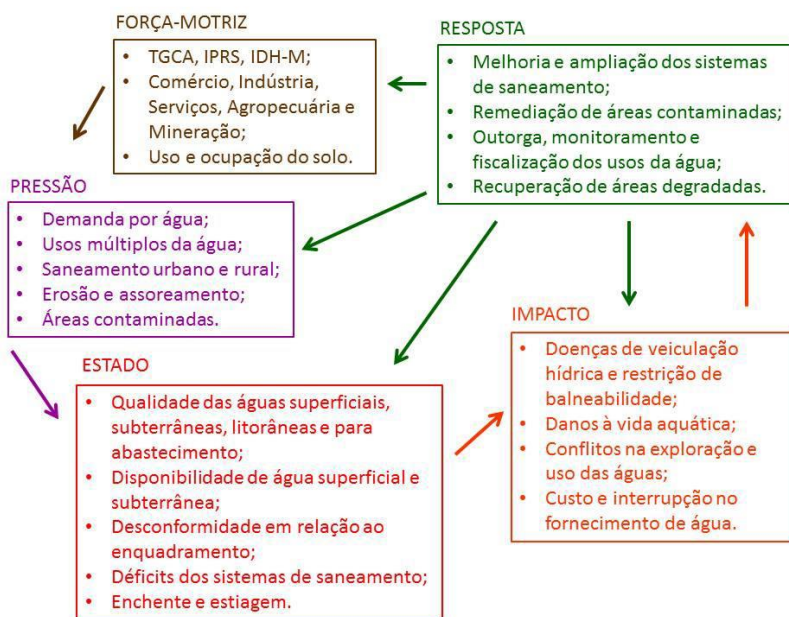 FORÇA-MOTRIZ
• TGCA, IPRS, IDH-M;
• Comércio, Indústria,
Serviços, Agropecuária e
Mineração;
• Uso e ocupação do solo.
RESPOSTA
• Melhoria e ampliação dos sistemas
de saneamento;
• Remediação de áreas contaminadas;
• Outorga, monitoramento e
fiscalização dos usos da água;
• Recuperação de áreas degradadas.
PRESSÃO
• Demanda por água;
• Usos múltiplos da água;
• Saneamento urbano e rural;
• Erosão e assoreamento;
• Áreas contaminadas.
ESTADO
• Qualidade das águas superficiais,
subterrâneas, litorâneas e para
abastecimento;
• Disponibilidade de água superficial e
subterrânea;
• Desconformidade em relação ao
enquadramento;
• Déficits dos sistemas de saneamento;
• Enchente e estiagem.
IMPACTO
• Doenças de veiculação
hídrica e restrição de
balneabilidade;
• Danos à vida aquática;
• Conflitos na exploração e
uso das águas;
• Custo e interrupção no
fornecimento de água.